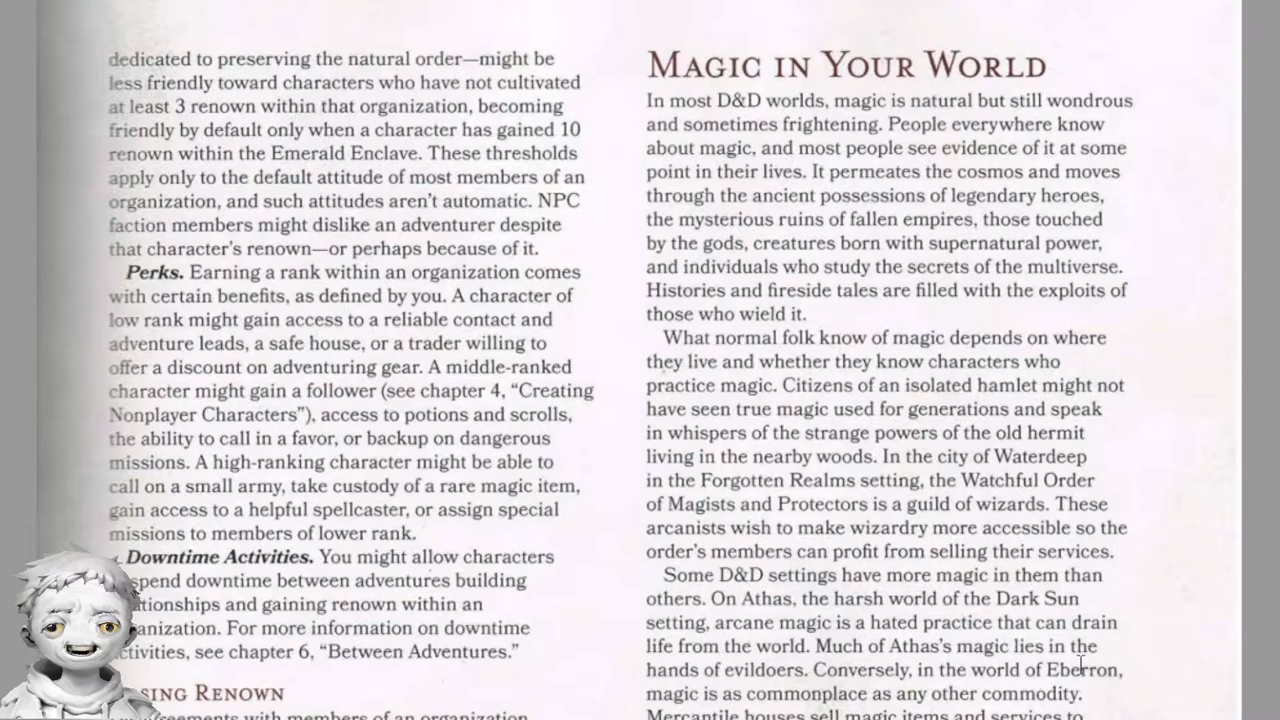 dedicated to preserving the natural order—might be
less friendly toward characters who have not cultivated
at least 3 renown within that organization, becoming
friendly by default only when a character has gained 10
renown within the Emerald Enclave. These thresholds
apply only to the default attitude of most members of an
organization, and such attitudes aren't automatic. NPC
faction members might dislike an adventurer despite
that character's renown—or perhaps because of it.
Perks. Earning a rank within an organization comes
with certain benefits, as defined by you. A character of
low rank might gain access to a reliable contact and
adventure leads, a safe house, or a trader willing to
offer a discount on adventuring gear. A middle-ranked
character might gain a follower (see chapter 4, “Creating
Nonplayer Characters”), access to potions and scrolls,
the ability to call in a favor, or backup on dangerous
missions. A high-ranking character might be able to
call on a small army, take custody of a rare magic item,
gain access to a helpful spellcaster, or assign special
missions to members of lower rank.
Downtime Activities. You might allow characters
spend downtime between adventures building
and gaining renown within an
For more information on downtime
see chapter 6, “Between Adventures.”
Renown
with members of an organization
Magic in Your World
In most D&D worlds, magic is natural but still wondrous
and sometimes frightening. People everywhere know
about magic, and most people see evidence of it at some
point in their lives. It permeates the cosmos and moves
through the ancient possessions of legendary heroes,
the mysterious ruins of fallen empires, those touched
by the gods, creatures born with supernatural power,
and individuals who study the secrets of the multiverse.
Histories and fireside tales are filled with the exploits of
those who wield it.
What normal folk know of magic depends on where
they live and whether they know characters who
practice magic. Citizens of an isolated hamlet might not
have seen true magic used for generations and speak
in whispers of the strange powers of the old hermit
living in the nearby woods. In the city of Waterdeep
in the Forgotten Realms setting, the Watchful Order
of Magists and Protectors is a guild of wizards. These
arcanists wish to make wizardry more accessible so the
order's members can profit from selling their services.
Some D&D settings have more magic in them than
others. On Athas, the harsh world of the Dark Sun
setting, arcane magic is a hated practice that can drain
life from the world. Much of Athas's magic lies in the
hands of evildoers. Conversely, in the world of Eberron,
magic is as commonplace as any other commodity.
Mercantile houses sell magic items and services to